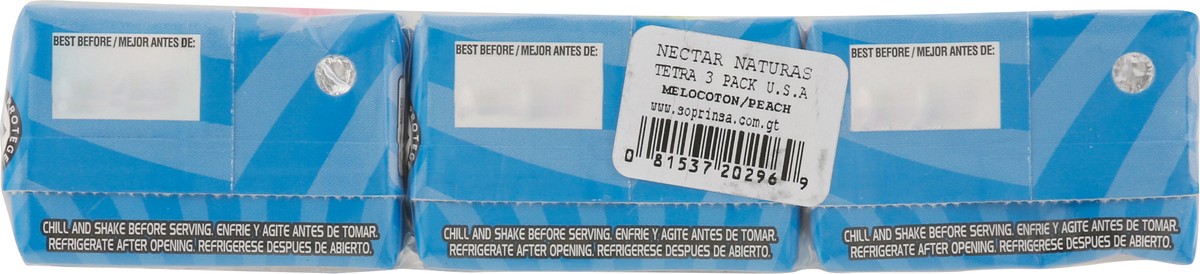 BEST BEFORE / MEJOR ANTES DE:
PROTEGE
CHILL AND SHAKE BEFORE SERVING. ENFRIE Y AGITE ANTES DE TOMAR.
REFRIGERATE AFTER OPENING. REFRIGERESE DESPUES DE ABIERTO.
BEST BEFORE / MEJOR ANTES DE:
CHILL AND SHAKE BEFORE SERVING. ENFRIE Y AGITE ANTES DE TOMAR.
REFRIGERATE AFTER OPENING. REFRIGERESE DESPUES DE ABIERTO.
NECTAR NATURAS
TETRA 3 PACK U.S.A
MELOCOTON/PEACH
www.soprinsa.com.gt
0 81537 20296 9
BEST BEFORE / MEJOR ANTES DE:
CHILL AND SHAKE BEFORE SERVING. ENFRIE Y AGITE ANTES DE TOMAR.
REFRIGERATE AFTER OPENING. REFRIGERESE DESPUES DE ABIERTO.